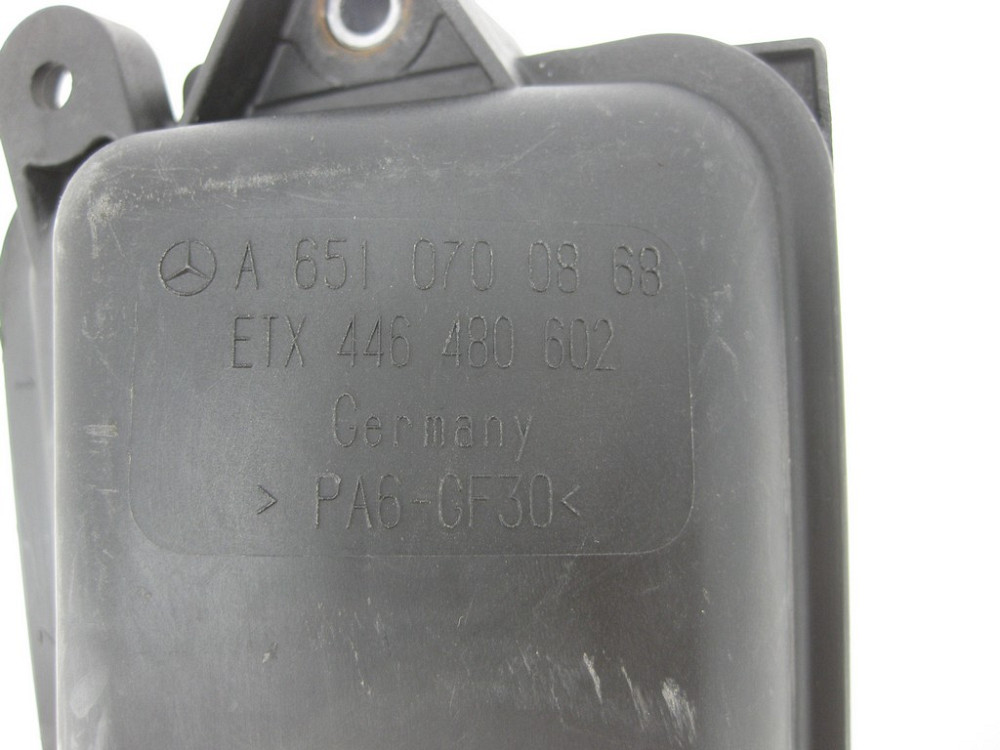 A 651 070 08 68
ETX 446 480 602
Germany
> PA6-GF30<